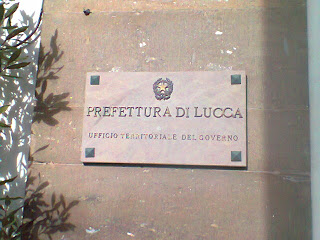 PREFETTURA DI LUCCA
UFFICIO TERRITORIALE DEL GOVERNO